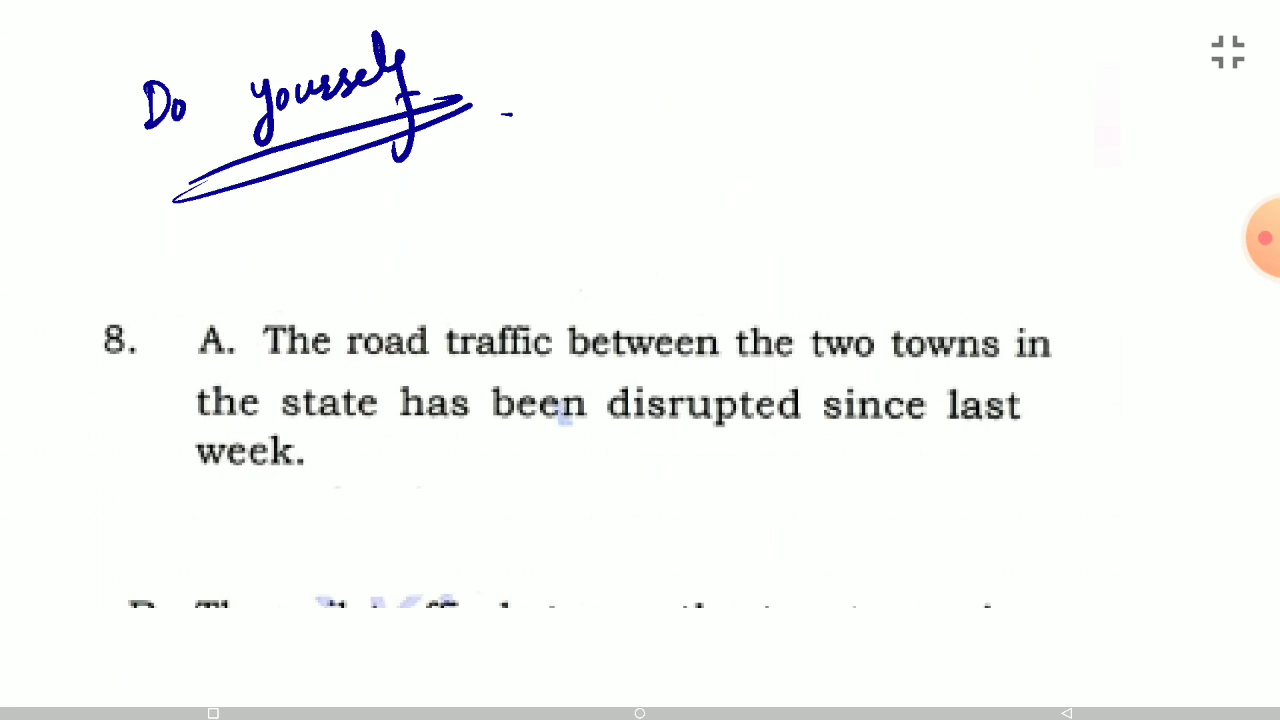 Do yourself
8. A. The road traffic between the two towns in
the state has been disrupted since last
week.